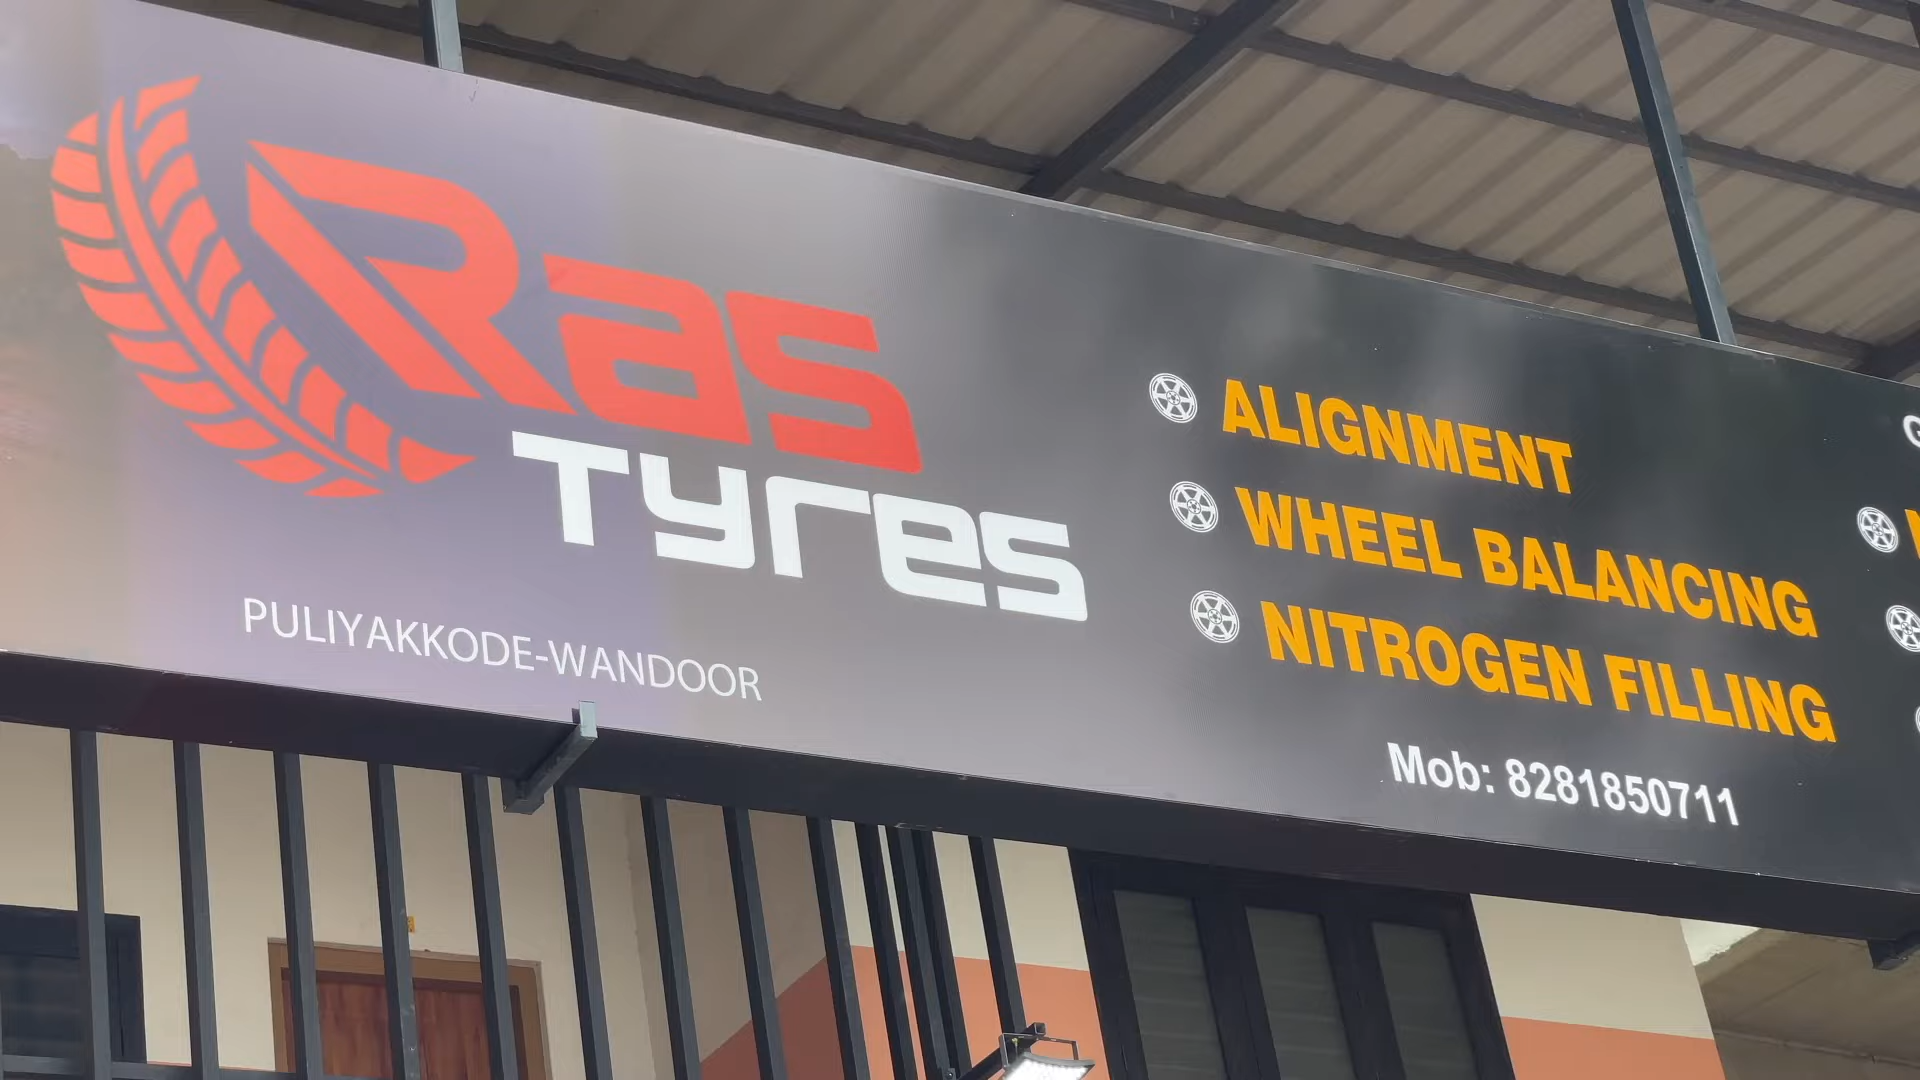 Ras
Tyres
PULIYAKKODE-WANDOOR
ALIGNMENT
WHEEL BALANCING
NITROGEN FILLING
Mob: 8281850711